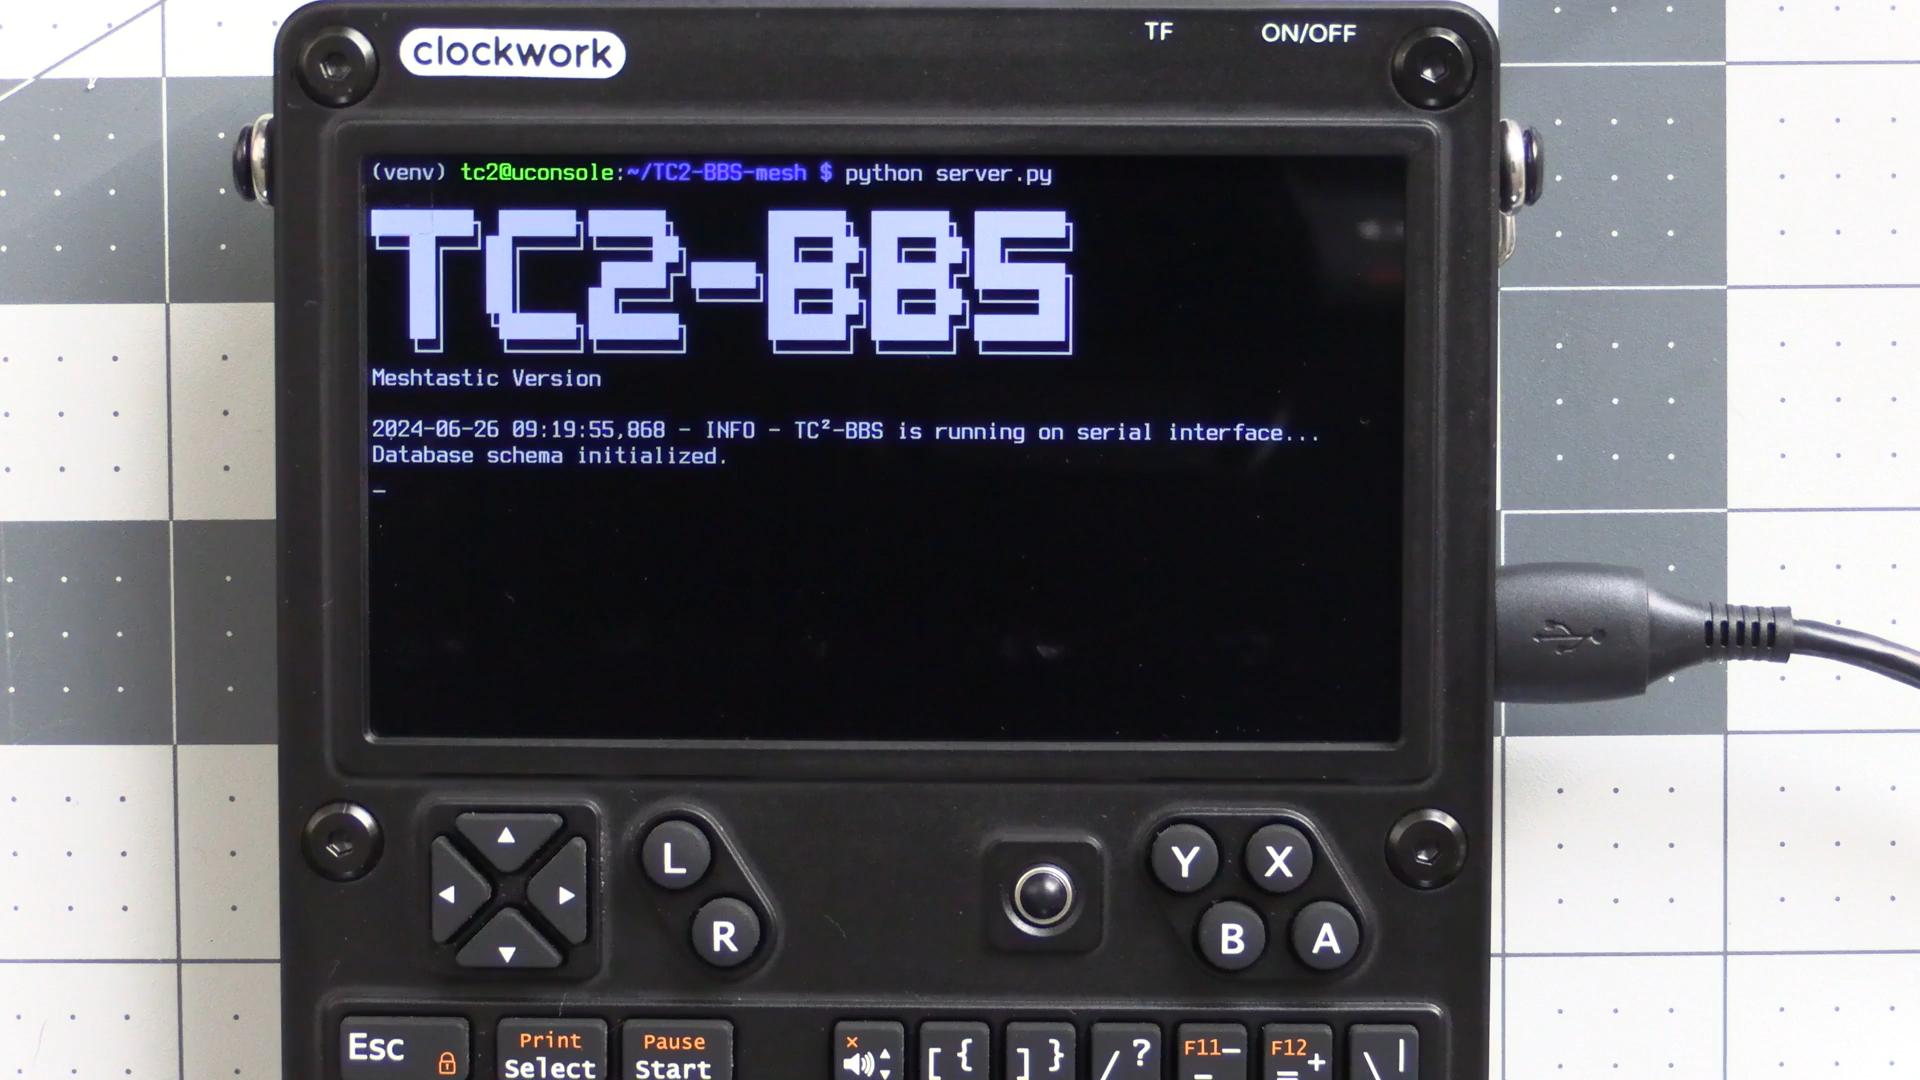 clockwork
TF
ON/OFF
(venv) tc2@uconsole:~/TC2-BBS-mesh $ python server.py
TC2-BBS
Meshtastic Version
2024-06-26 09:19:55,868 - INFO - TC²-BBS is running on serial interface...
Database schema initialized.
_
L
R
Y
X
B
A
Esc
Print
Select
Pause
Start
[ {
] }
/ ?
F11 -
F12 +
=
\ |